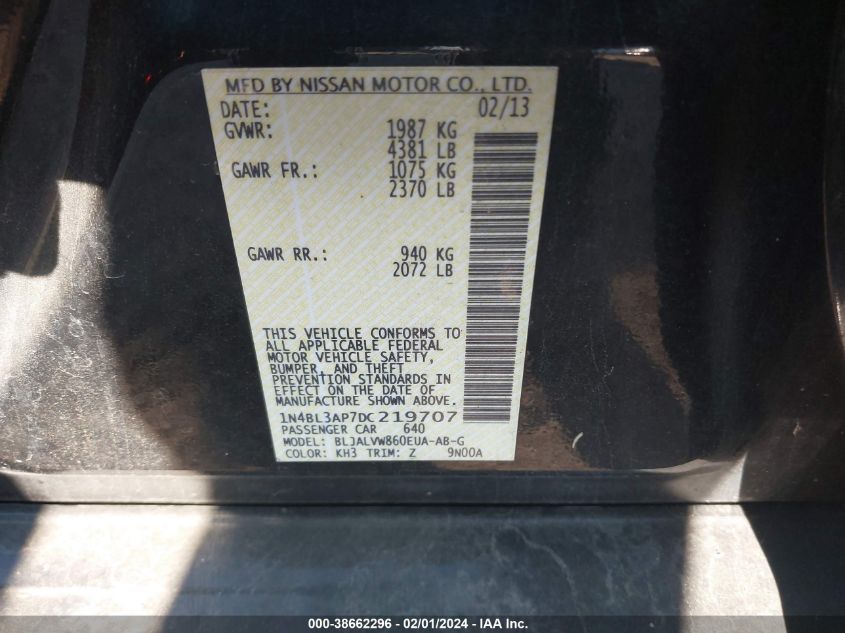 MFD BY NISSAN MOTOR CO., LTD.
DATE: 02/13
GVWR: 1987 KG
4381 LB
GAWR FR.: 1075 KG
2370 LB
GAWR RR.: 940 KG
2072 LB
THIS VEHICLE CONFORMS TO
ALL APPLICABLE FEDERAL
MOTOR VEHICLE SAFETY,
BUMPER, AND THEFT
PREVENTION STANDARDS IN
EFFECT ON THE DATE OF
MANUFACTURE SHOWN ABOVE.
1N4BL3AP7DC219707
PASSENGER CAR 640
MODEL: BLJALVW860EUA-AB-G
COLOR: KH3 TRIM: Z 9N00A
000-38662296 - 02/01/2024 - IAA Inc.